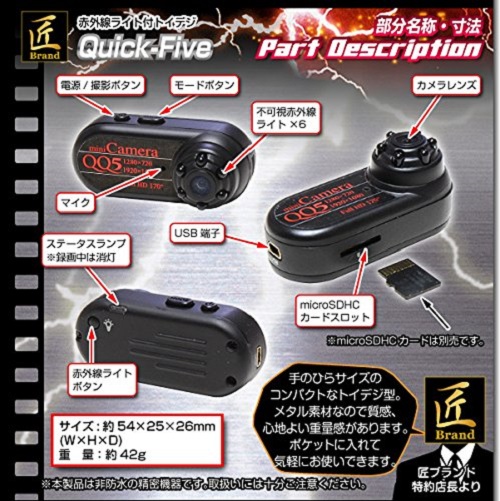 匠
Brand
赤外線ライト付トイデジ
Quick-Five
部分名称・寸法
Part Description
電源/撮影ボタン
モードボタン
カメラレンズ
不可視赤外線
ライト×6
mini Camera
QQ5
1280×720
Full HD 170°
マイク
mini Camera
QQ5
Full HD 170°
USB 端子
ステータスランプ
※録画中は消灯
microSDHC
カードスロット
※microSDHCカードは別売です。
赤外線ライト
ボタン
サイズ：約 54×25×26mm
(W×H×D)
重 量：約 42g
手のひらサイズの
コンパクトなトイデジ型。
メタル素材なので質感、
心地よい重量感があります。
ポケットに入れて
気軽にお使いできます。
匠
Brand
匠ブランド
特約店長より
※本製品は非防水の精密機器です。取扱いには十分ご注意ください。